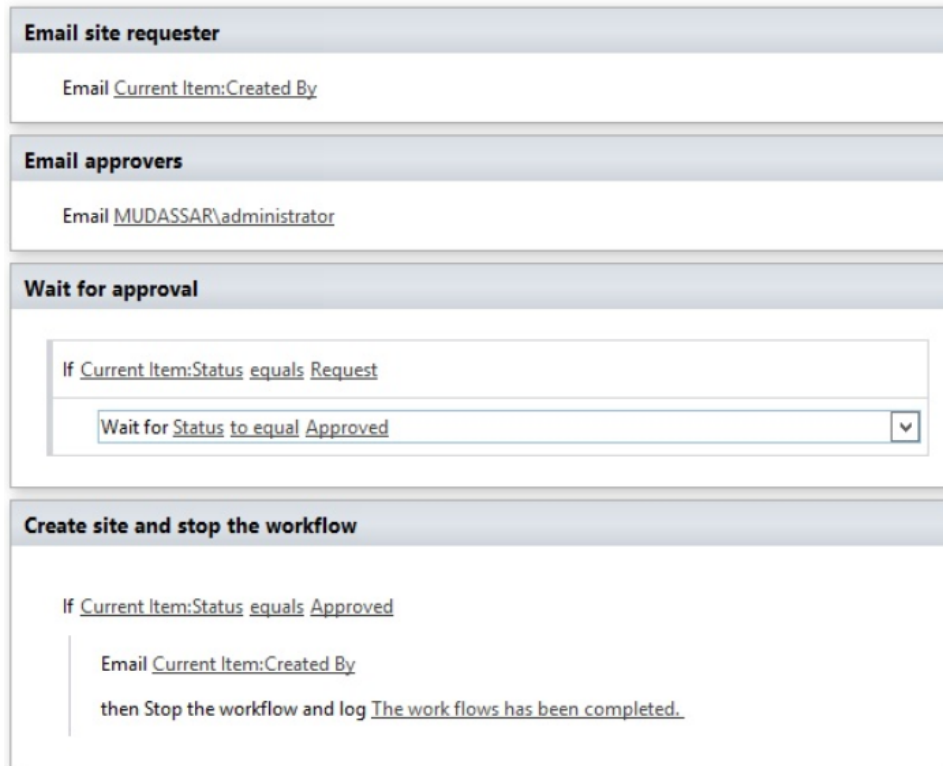 Email site requester
Email Current Item:Created By
Email approvers
Email MUDASSAR\administrator
Wait for approval
If Current Item:Status equals Request
Wait for Status to equal Approved
Create site and stop the workflow
If Current Item:Status equals Approved
Email Current Item:Created By
then Stop the workflow and log The work flows has been completed.